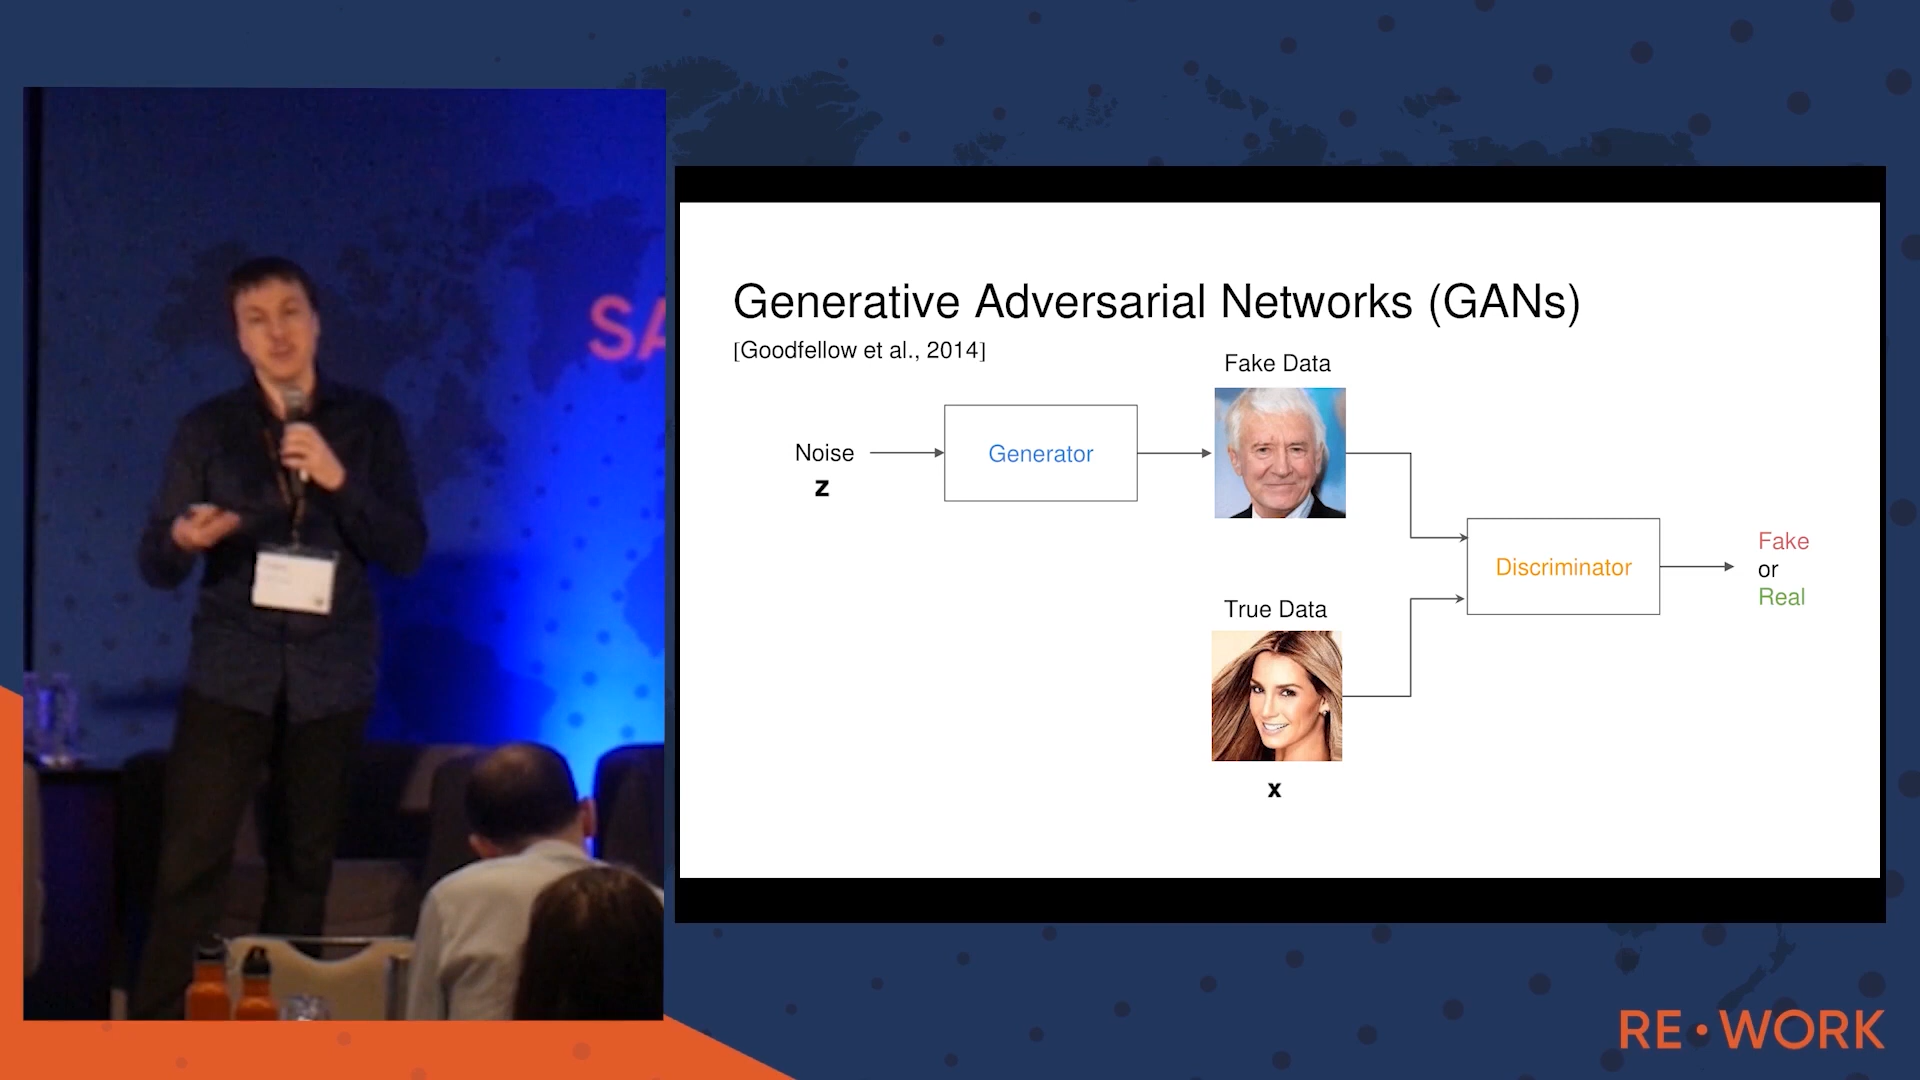 SA
Generative Adversarial Networks (GANs)
[Goodfellow et al., 2014]
Fake Data
Noise
z
Generator
Discriminator
Fake
or
Real
True Data
x
RE•WORK